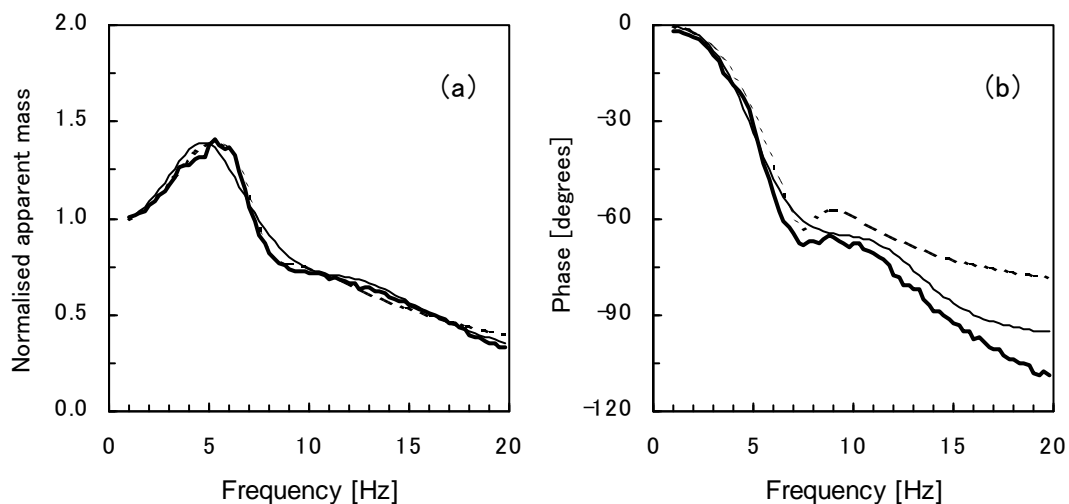 2.0
1.5
1.0
0.5
0.0
Normalised apparent mass
(a)
0 5 10 15 20
Frequency [Hz]
0
-30
-60
-90
-120
Phase [degrees]
(b)
0 5 10 15 20
Frequency [Hz]